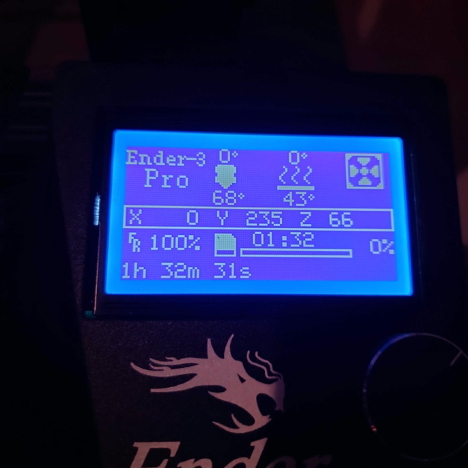 Ender-3 0° 0°
Pro
68° 43°
X 0 Y 235 Z 66
FR 100% 01:32 0%
1h 32m 31s
Ender